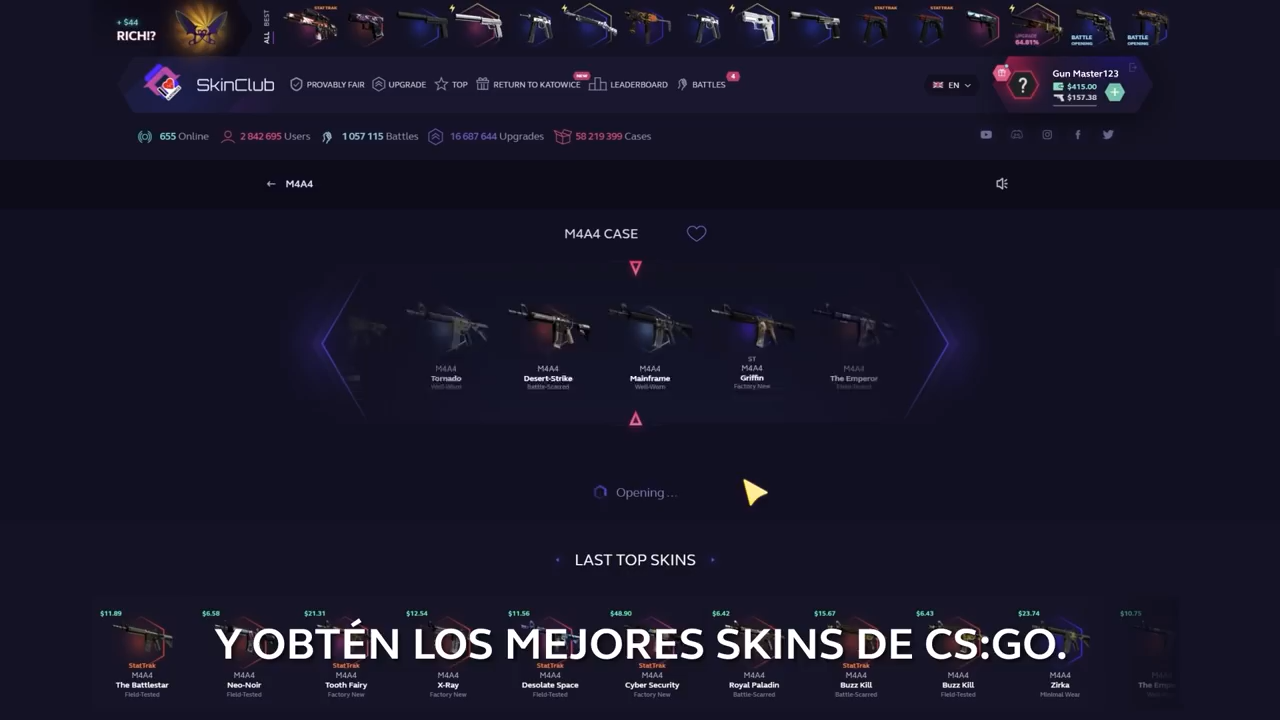 + $44
RICH!?
ALL BEST
STATTRAK
STATTRAK
STATTRAK
UPGRADE
64.81%
BATTLE
OPENING
BATTLE
OPENING
SkinClub
PROVABLY FAIR
UPGRADE
TOP
RETURN TO KATOWICE
NEW
LEADERBOARD
BATTLES
4
EN
Gun Master123
$415.00
$157.38
655 Online
2 842 695 Users
1 057 115 Battles
16 687 644 Upgrades
58 219 399 Cases
M4A4
M4A4 CASE
M4A4
Tornado
Well-Worn
M4A4
Desert-Strike
Battle-Scarred
M4A4
Mainframe
Well-Worn
ST
M4A4
Griffin
Factory New
M4A4
The Emperor
Opening...
LAST TOP SKINS
$11.89
StatTrak
M4A4
The Battlestar
Field-Tested
$6.58
M4A4
Neo-Noir
Field-Tested
$21.31
StatTrak
M4A4
Tooth Fairy
Factory New
$12.54
M4A4
X-Ray
Factory New
$11.56
StatTrak
M4A4
Desolate Space
Field-Tested
$48.90
StatTrak
M4A4
Cyber Security
Factory New
$6.42
M4A4
Royal Paladin
Battle-Scarred
$15.67
StatTrak
M4A4
Buzz Kill
Battle-Scarred
$6.43
M4A4
Buzz Kill
Field-Tested
$23.74
M4A4
Zirka
Minimal Wear
$10.75
M4A4
Y OBTÉN LOS MEJORES SKINS DE CS:GO.